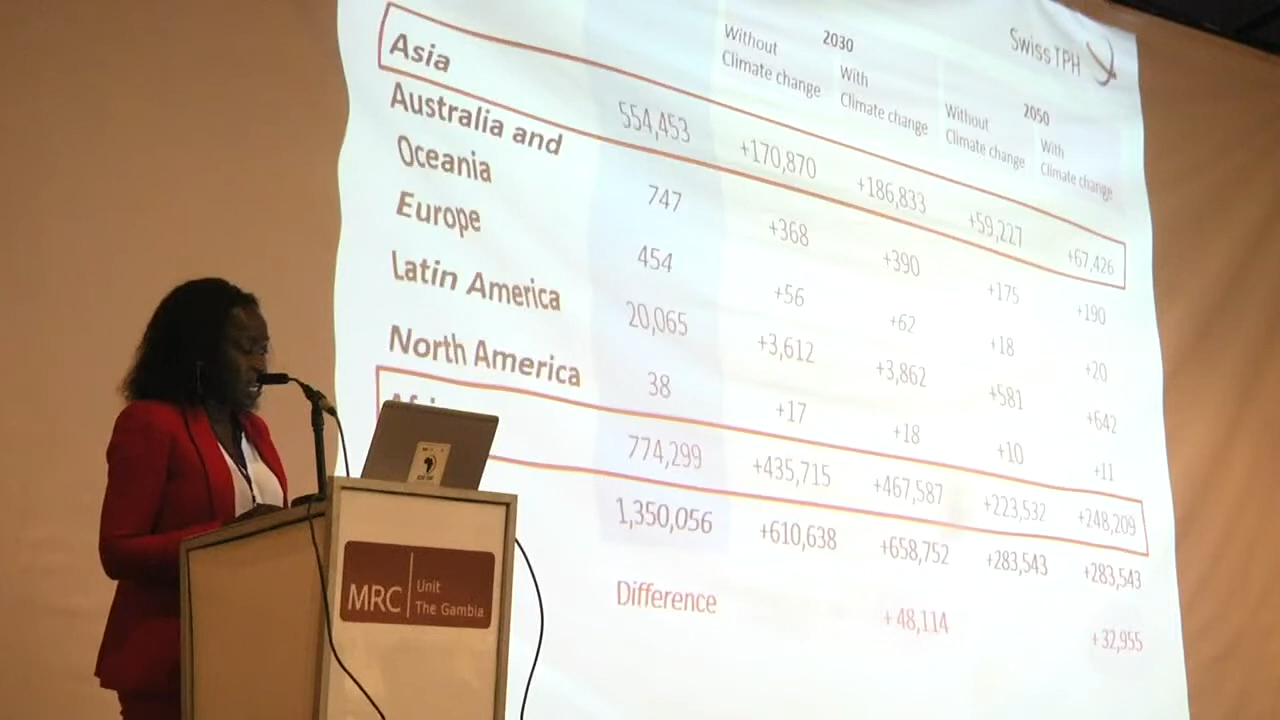 Swiss TPH
2030
2050
Without Climate change
With Climate change
Without Climate change
With Climate change
Asia 554,453 +170,870 +186,833 +59,227 +67,426
Australia and
Oceania 747 +368 +390 +175 +190
Europe 454 +56 +62 +18 +20
Latin America 20,065 +3,612 +3,862 +581 +642
North America 38 +17 +18 +10 +11
774,299 +435,715 +467,587 +223,532 +248,209
1,350,056 +610,638 +658,752 +283,543 +283,543
Difference +48,114 +32,955
MRC Unit
The Gambia